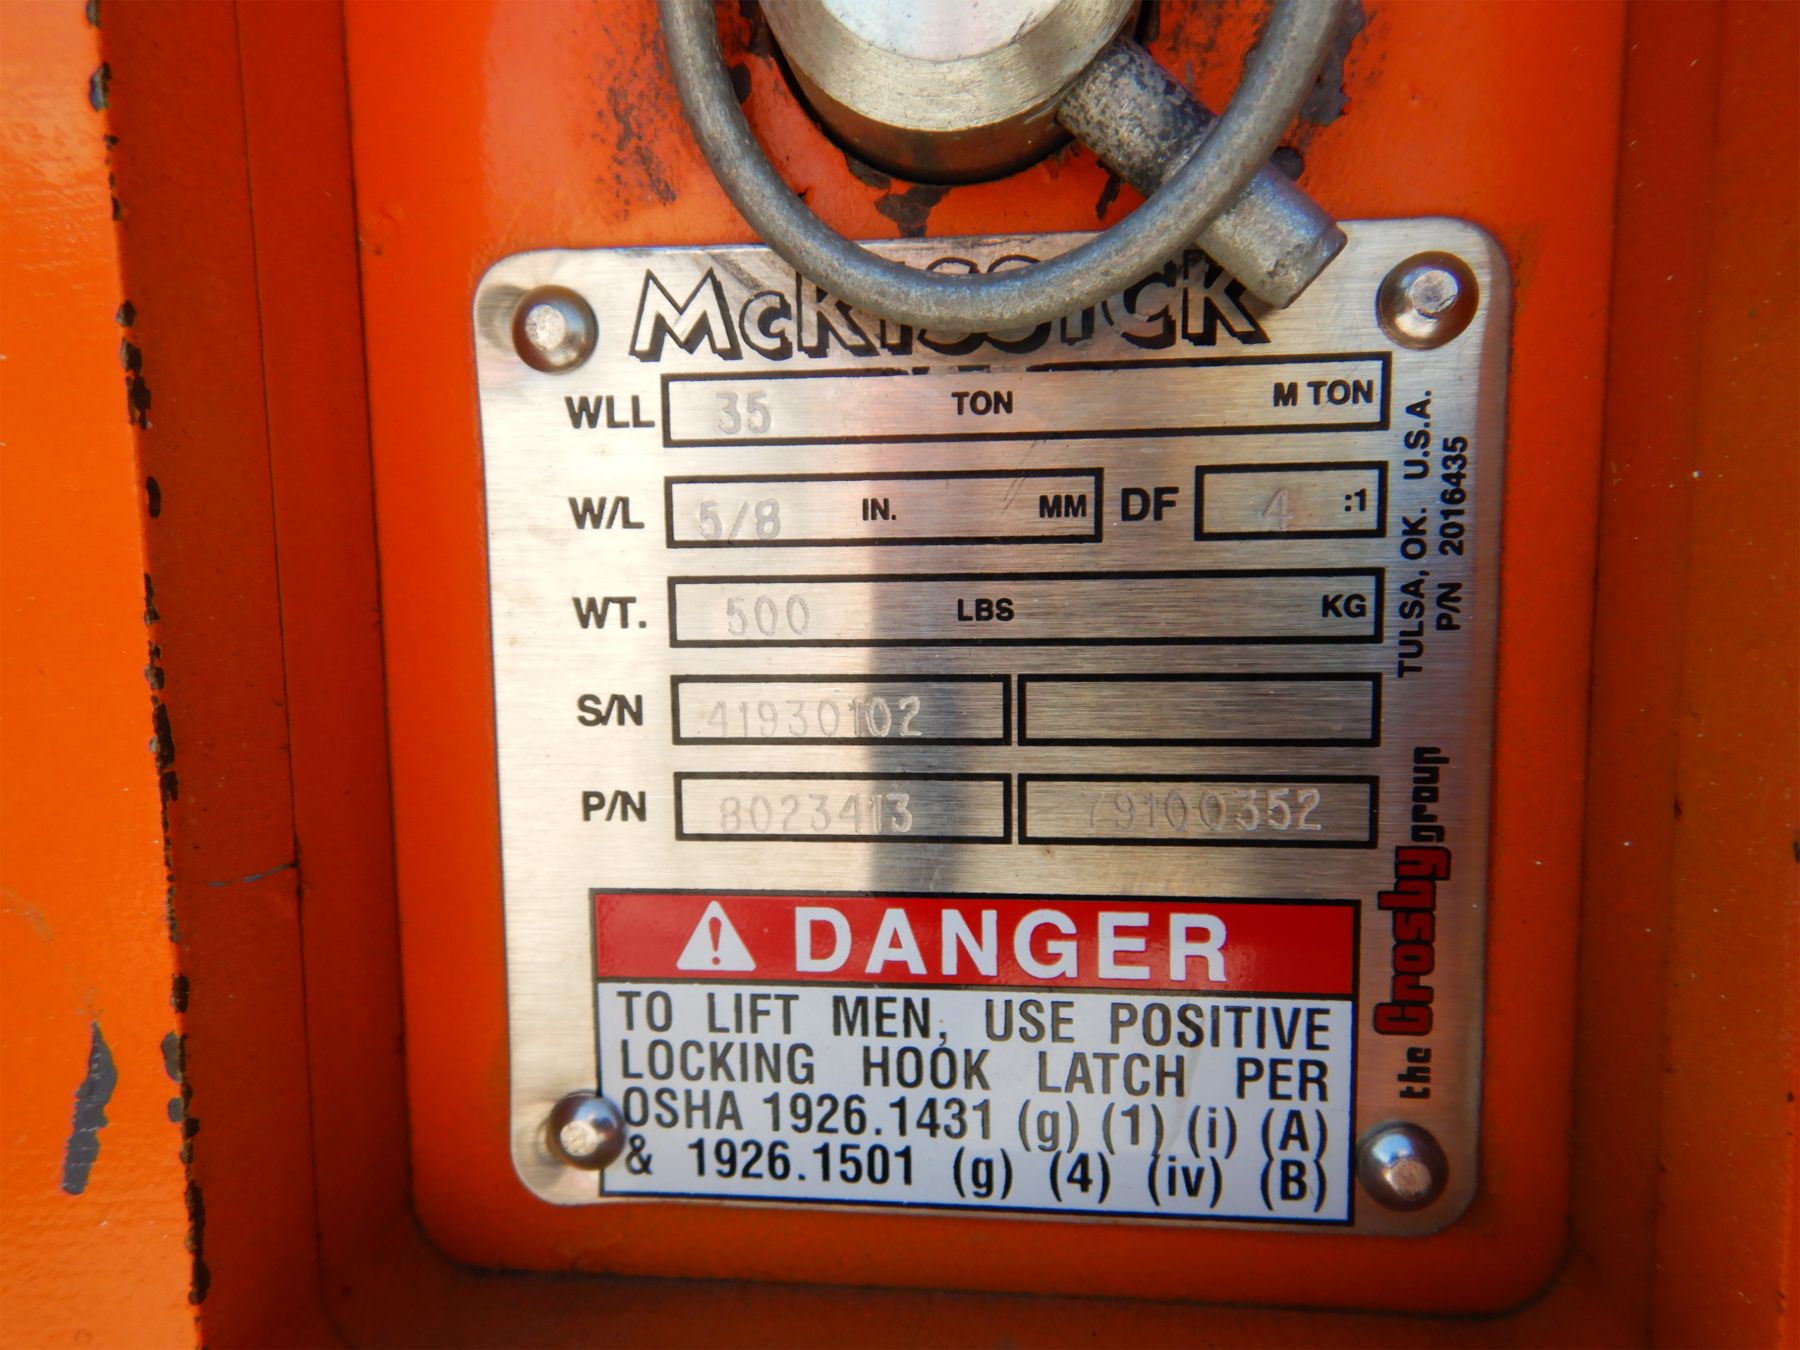 McKISSICK
WLL 35 TON M TON
W/L 5/8 IN. MM DF 4 :1
WT. 500 LBS KG
S/N 41930102
P/N 8023413 79100352
TULSA, OK. U.S.A.
P/N 2016435
the Crosby group
DANGER
TO LIFT MEN, USE POSITIVE
LOCKING HOOK LATCH PER
OSHA 1926.1431 (g) (1) (i) (A)
& 1926.1501 (g) (4) (iv) (B)